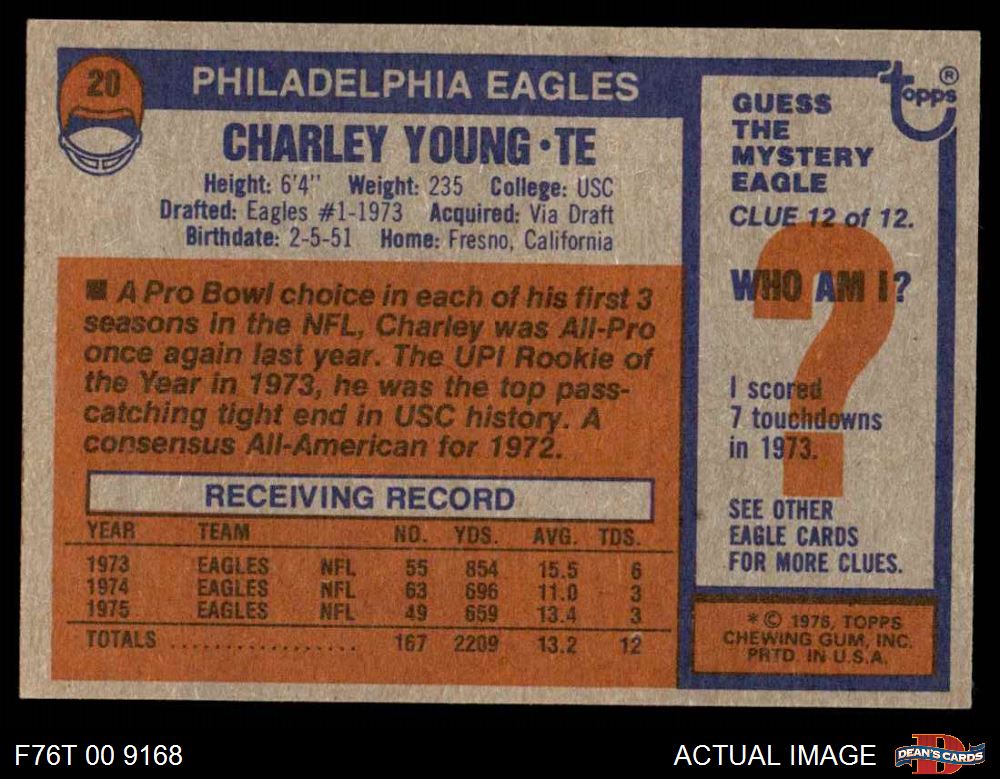 20
PHILADELPHIA EAGLES
CHARLEY YOUNG • TE
Height: 6'4" Weight: 235 College: USC
Drafted: Eagles #1-1973 Acquired: Via Draft
Birthdate: 2-5-51 Home: Fresno, California
■ A Pro Bowl choice in each of his first 3
seasons in the NFL, Charley was All-Pro
once again last year. The UPI Rookie of
the Year in 1973, he was the top pass-
catching tight end in USC history. A
consensus All-American for 1972.
RECEIVING RECORD
YEAR TEAM NO. YDS. AVG. TDS.
1973 EAGLES NFL 55 854 15.5 6
1974 EAGLES NFL 63 696 11.0 3
1975 EAGLES NFL 49 659 13.4 3
TOTALS .................. 167 2209 13.2 12
topps ®
GUESS
THE
MYSTERY
EAGLE
CLUE 12 of 12.
WHO AM I?
?
I scored
7 touchdowns
in 1973.
SEE OTHER
EAGLE CARDS
FOR MORE CLUES.
* © 1976, TOPPS
CHEWING GUM, INC.
PRTD. IN U.S.A.
F76T 00 9168
ACTUAL IMAGE
D
DEAN'S CARDS